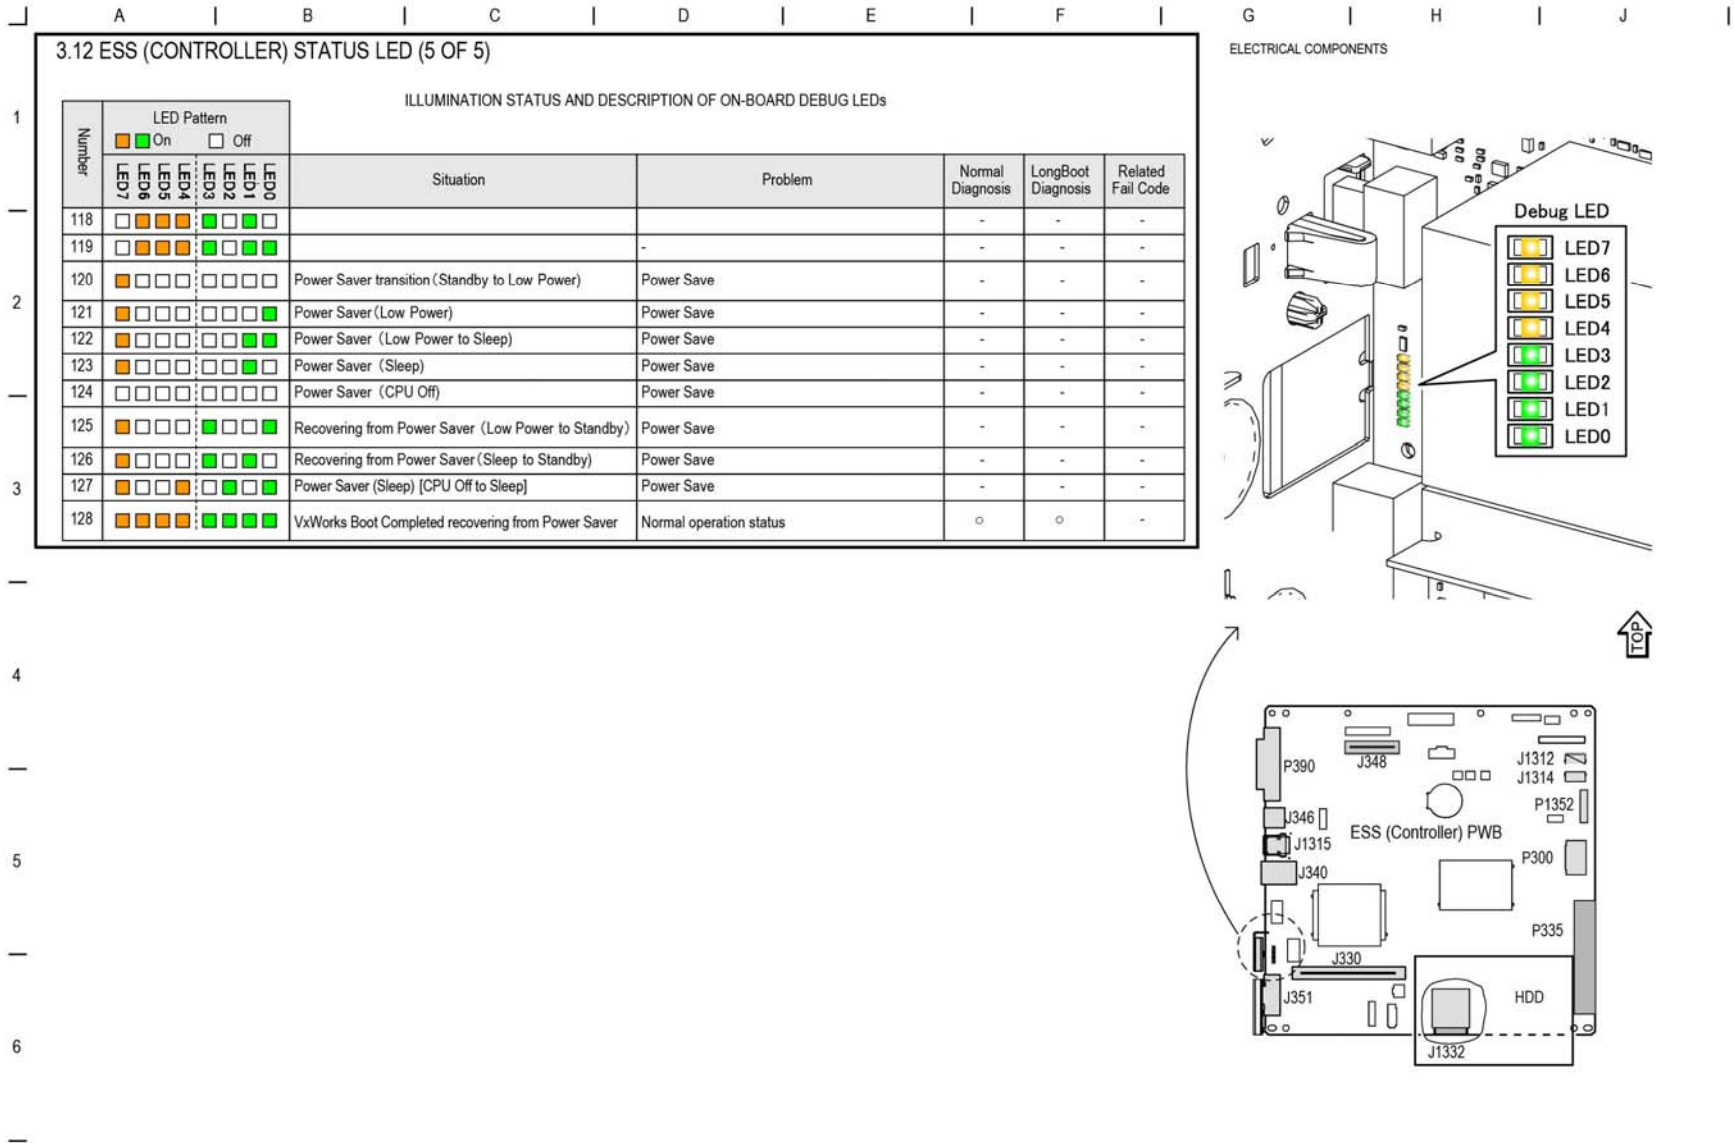 A B C D E F G H J
3.12 ESS (CONTROLLER) STATUS LED (5 OF 5)
ELECTRICAL COMPONENTS
1
ILLUMINATION STATUS AND DESCRIPTION OF ON-BOARD DEBUG LEDs
Number
LED Pattern
On Off
LED7 LED6 LED5 LED4 LED3 LED2 LED1 LED0
Situation
Problem
Normal
Diagnosis
LongBoot
Diagnosis
Related
Fail Code
118 - - -
119 - - - -
120 Power Saver transition (Standby to Low Power) Power Save - - -
2
121 Power Saver (Low Power) Power Save - - -
122 Power Saver (Low Power to Sleep) Power Save - - -
123 Power Saver (Sleep) Power Save - - -
124 Power Saver (CPU Off) Power Save - - -
125 Recovering from Power Saver (Low Power to Standby) Power Save - - -
126 Recovering from Power Saver (Sleep to Standby) Power Save - - -
3
127 Power Saver (Sleep) [CPU Off to Sleep] Power Save - - -
128 VxWorks Boot Completed recovering from Power Saver Normal operation status ○ ○ -
Debug LED
LED7
LED6
LED5
LED4
LED3
LED2
LED1
LED0
TOP
4
P390
J348
J1312
J1314
P1352
J346
ESS (Controller) PWB
J1315
5
P300
J340
P335
J330
J351
HDD
6
J1332